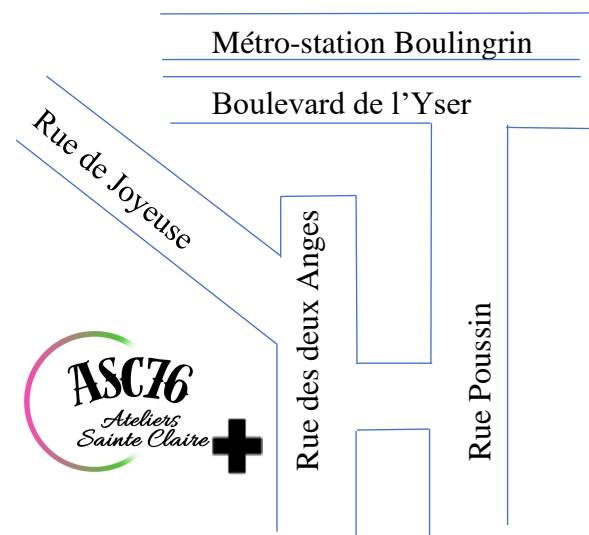 Métro-station Boulingrin
Boulevard de l’Yser
Rue de Joyeuse
Rue des deux Anges
Rue Poussin
ASC76
Ateliers
Sainte Claire